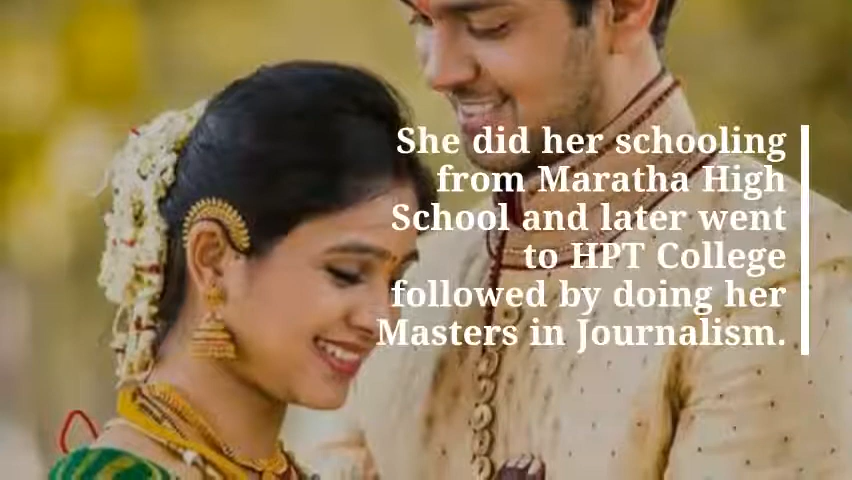 She did her schooling
from Maratha High
School and later went
to HPT College
followed by doing her
Masters in Journalism.